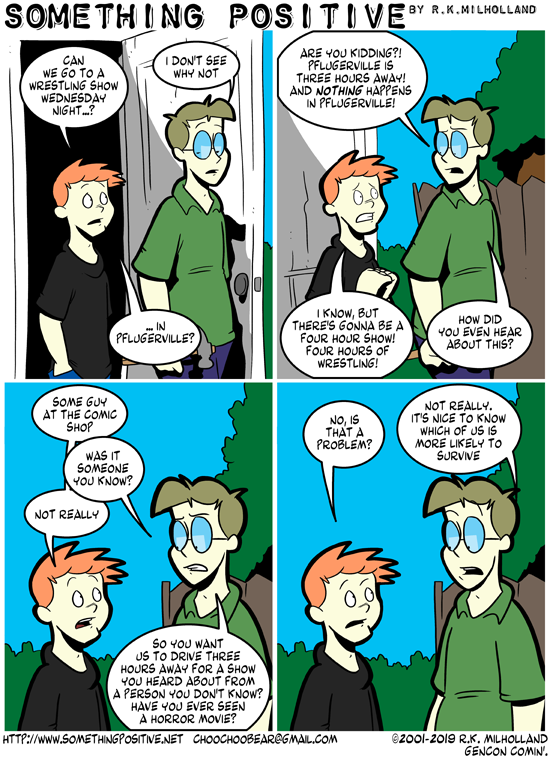 SOMETHING POSITIVE BY R.K.MILHOLLAND
CAN
WE GO TO A
WRESTLING SHOW
WEDNESDAY
NIGHT...?
I DON'T SEE
WHY NOT
... IN
PFLUGERVILLE?
ARE YOU KIDDING?!
PFLUGERVILLE IS
THREE HOURS AWAY!
AND NOTHING HAPPENS
IN PFLUGERVILLE!
I KNOW, BUT
THERE'S GONNA BE A
FOUR HOUR SHOW!
FOUR HOURS OF
WRESTLING!
HOW DID
YOU EVEN HEAR
ABOUT THIS?
SOME GUY
AT THE COMIC
SHOP
WAS IT
SOMEONE
YOU KNOW?
NOT REALLY
SO YOU WANT
US TO DRIVE THREE
HOURS AWAY FOR A SHOW
YOU HEARD ABOUT FROM
A PERSON YOU DON'T KNOW?
HAVE YOU EVER SEEN
A HORROR MOVIE?
NO, IS
THAT A
PROBLEM?
NOT REALLY.
IT'S NICE TO KNOW
WHICH OF US IS
MORE LIKELY TO
SURVIVE
HTTP://WWW.SOMETHINGPOSITIVE.NET CHOOCHOOBEAR@GMAIL.COM ©2001-2019 R.K. MILHOLLAND
GENCON COMIN'.